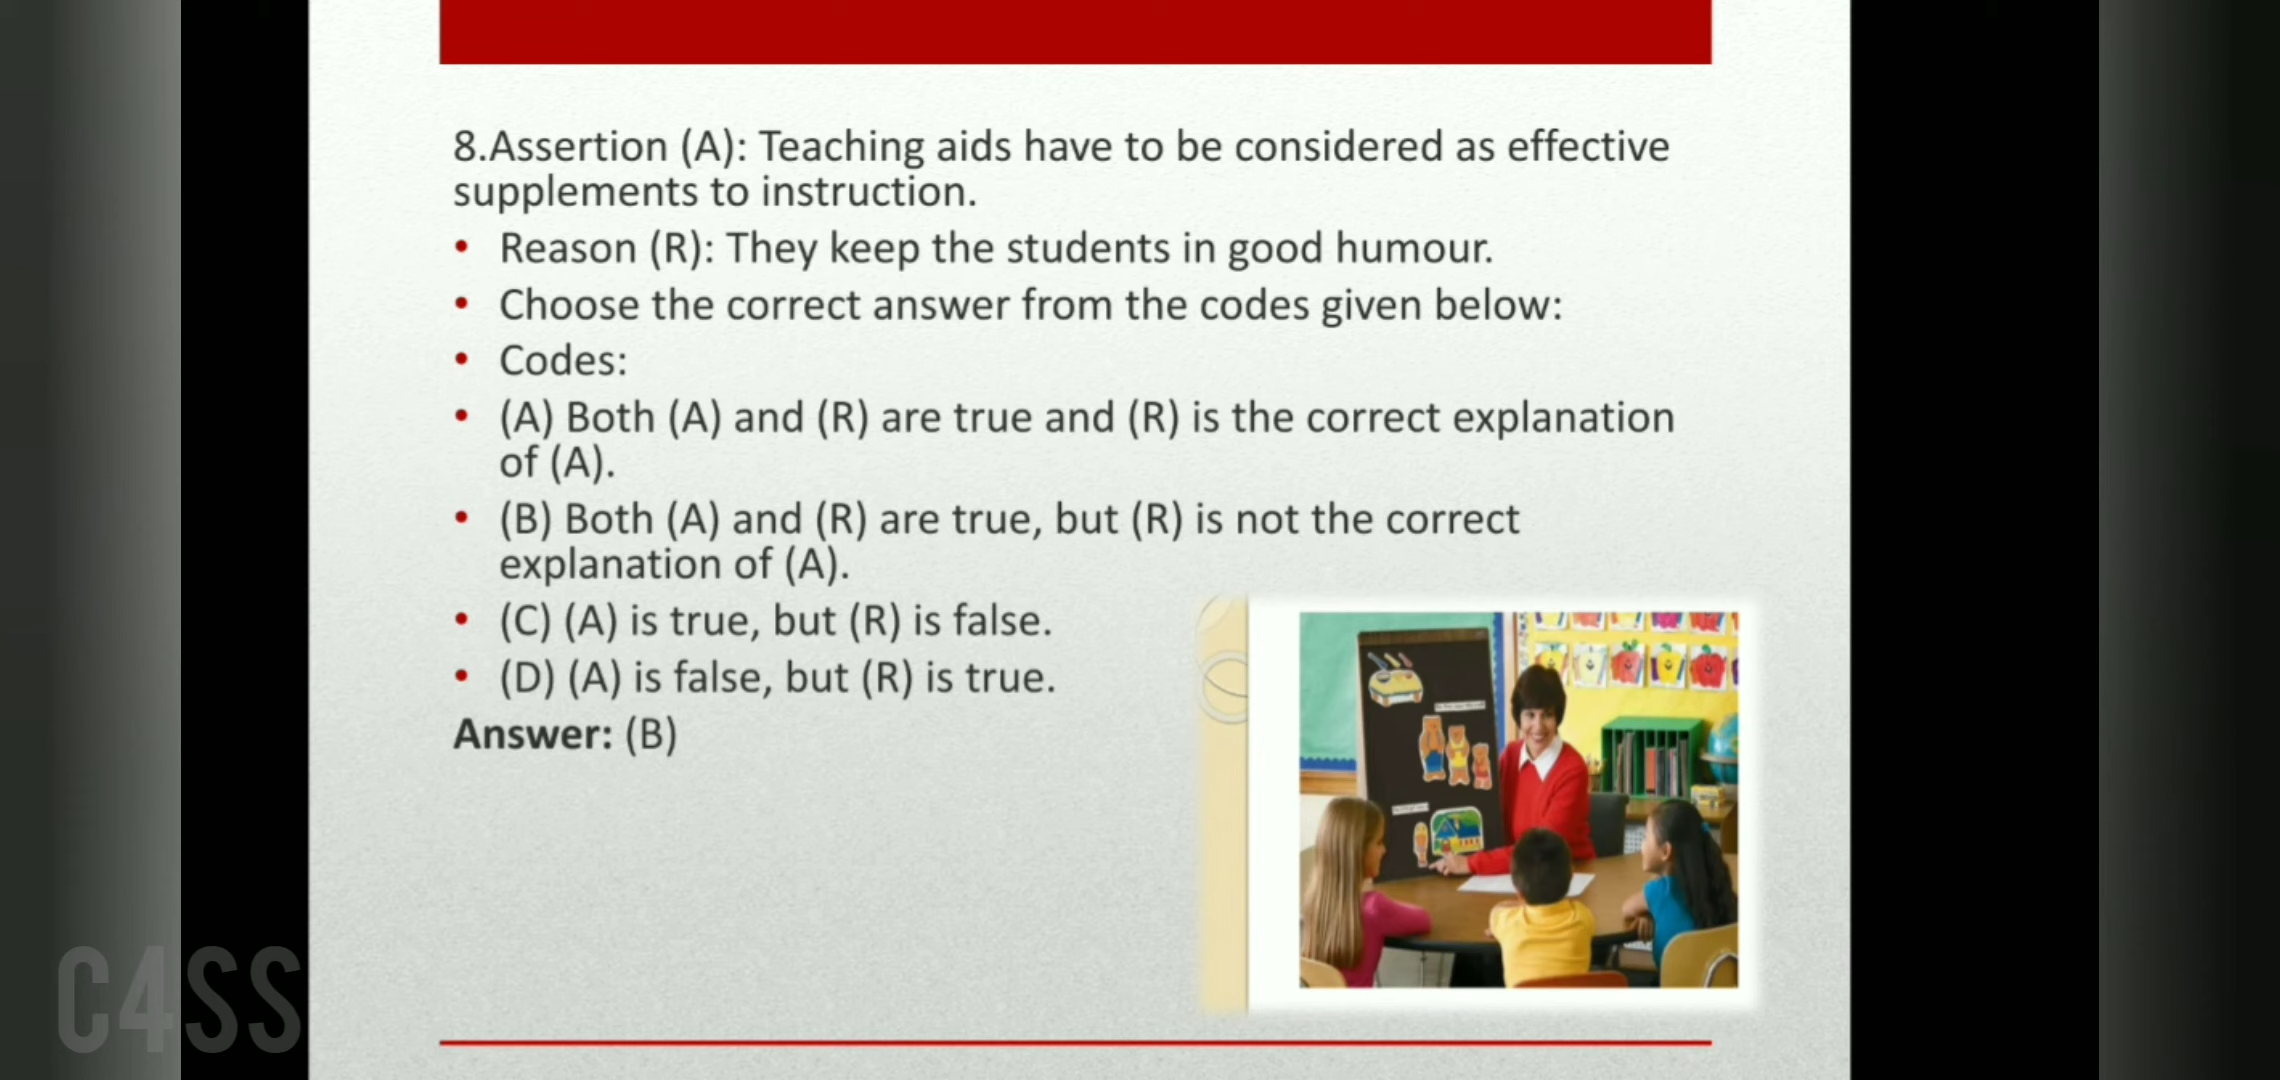 8.Assertion (A): Teaching aids have to be considered as effective
supplements to instruction.
• Reason (R): They keep the students in good humour.
• Choose the correct answer from the codes given below:
• Codes:
• (A) Both (A) and (R) are true and (R) is the correct explanation
of (A).
• (B) Both (A) and (R) are true, but (R) is not the correct
explanation of (A).
• (C) (A) is true, but (R) is false.
• (D) (A) is false, but (R) is true.
Answer: (B)
C4SS